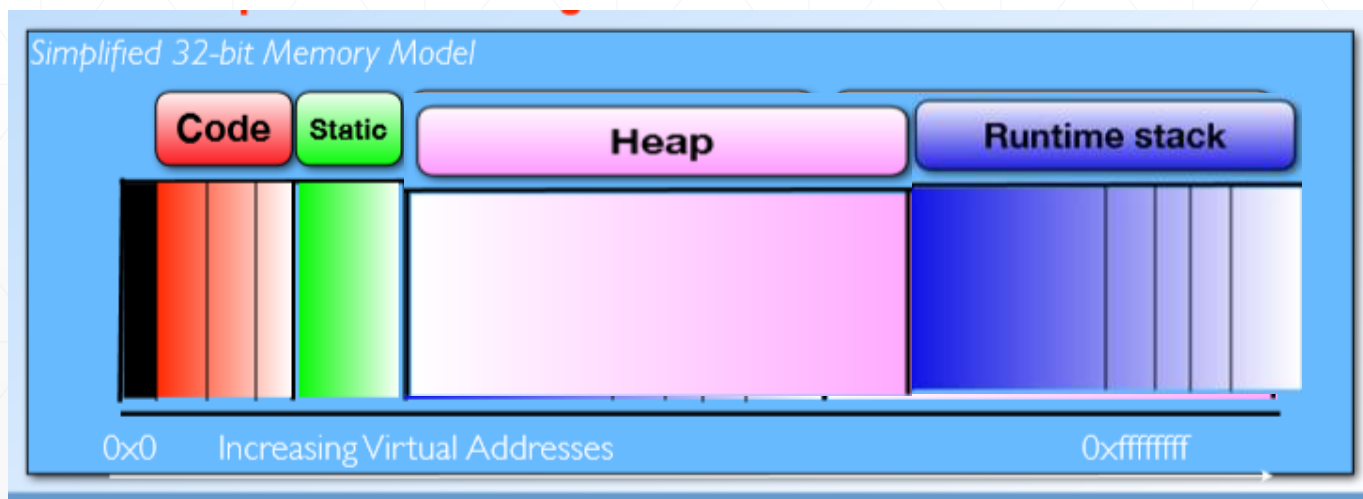 Simplified 32-bit Memory Model
Code Static Heap Runtime stack
0x0 Increasing Virtual Addresses 0xffffffff